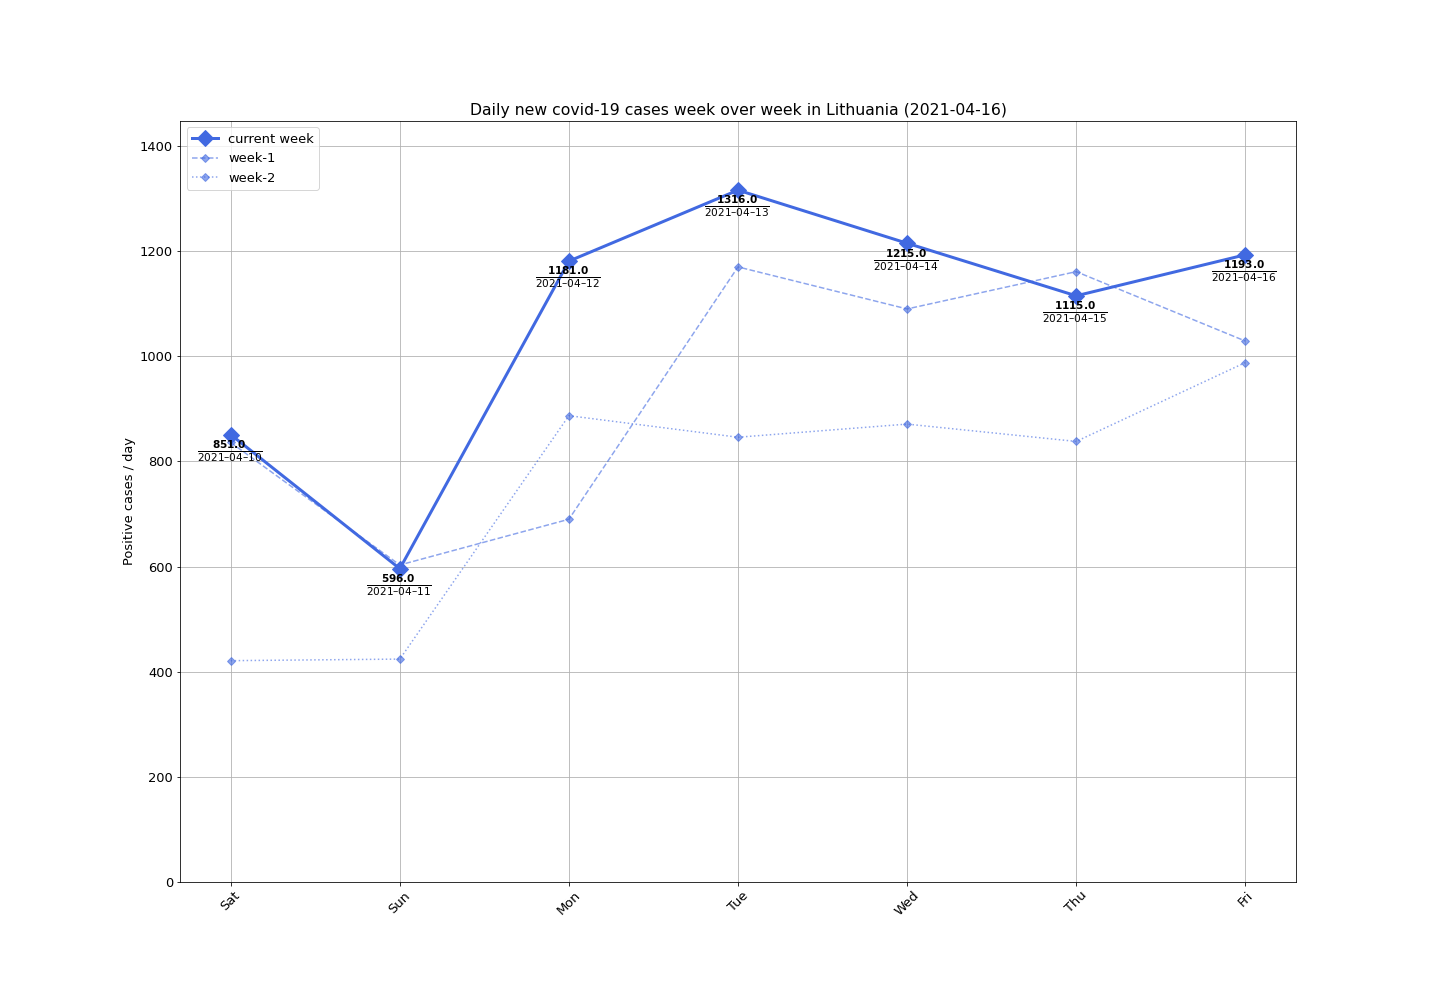 Daily new covid-19 cases week over week in Lithuania (2021-04-16)
current week
week-1
week-2
1400
1200
1000
800
600
400
200
0
Positive cases / day
851.0
2021-04-10
596.0
2021-04-11
1181.0
2021-04-12
1316.0
2021-04-13
1215.0
2021-04-14
1115.0
2021-04-15
1193.0
2021-04-16
Sat
Sun
Mon
Tue
Wed
Thu
Fri